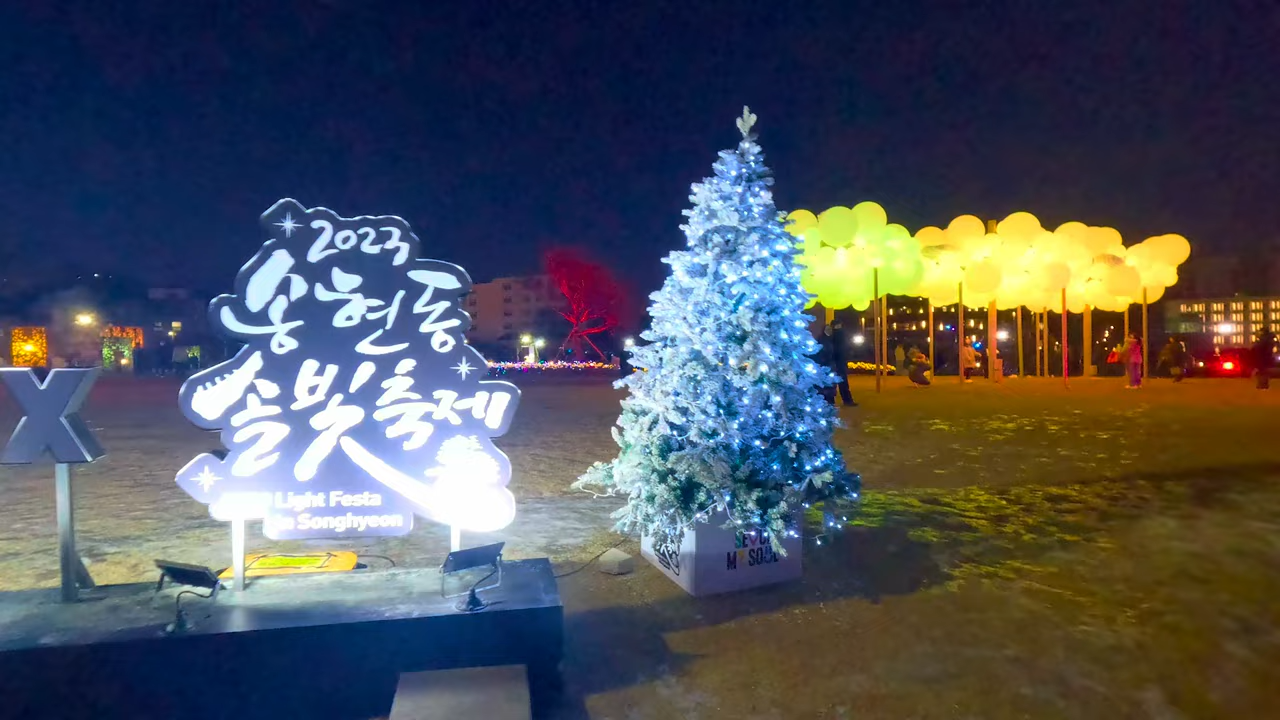 2023
송현동
솔빛축제
Light Festa
Songhyeon
X
SEOUL
MY SOUL